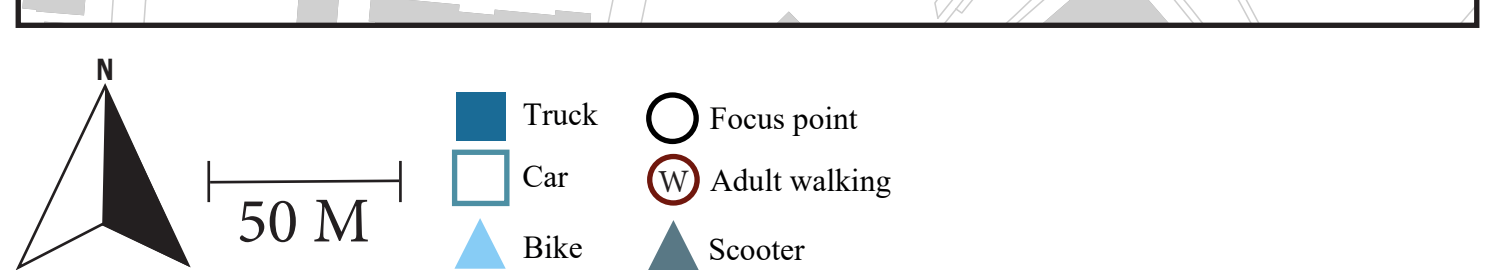 N
50 M
Truck
Focus point
Car
W Adult walking
Bike
Scooter